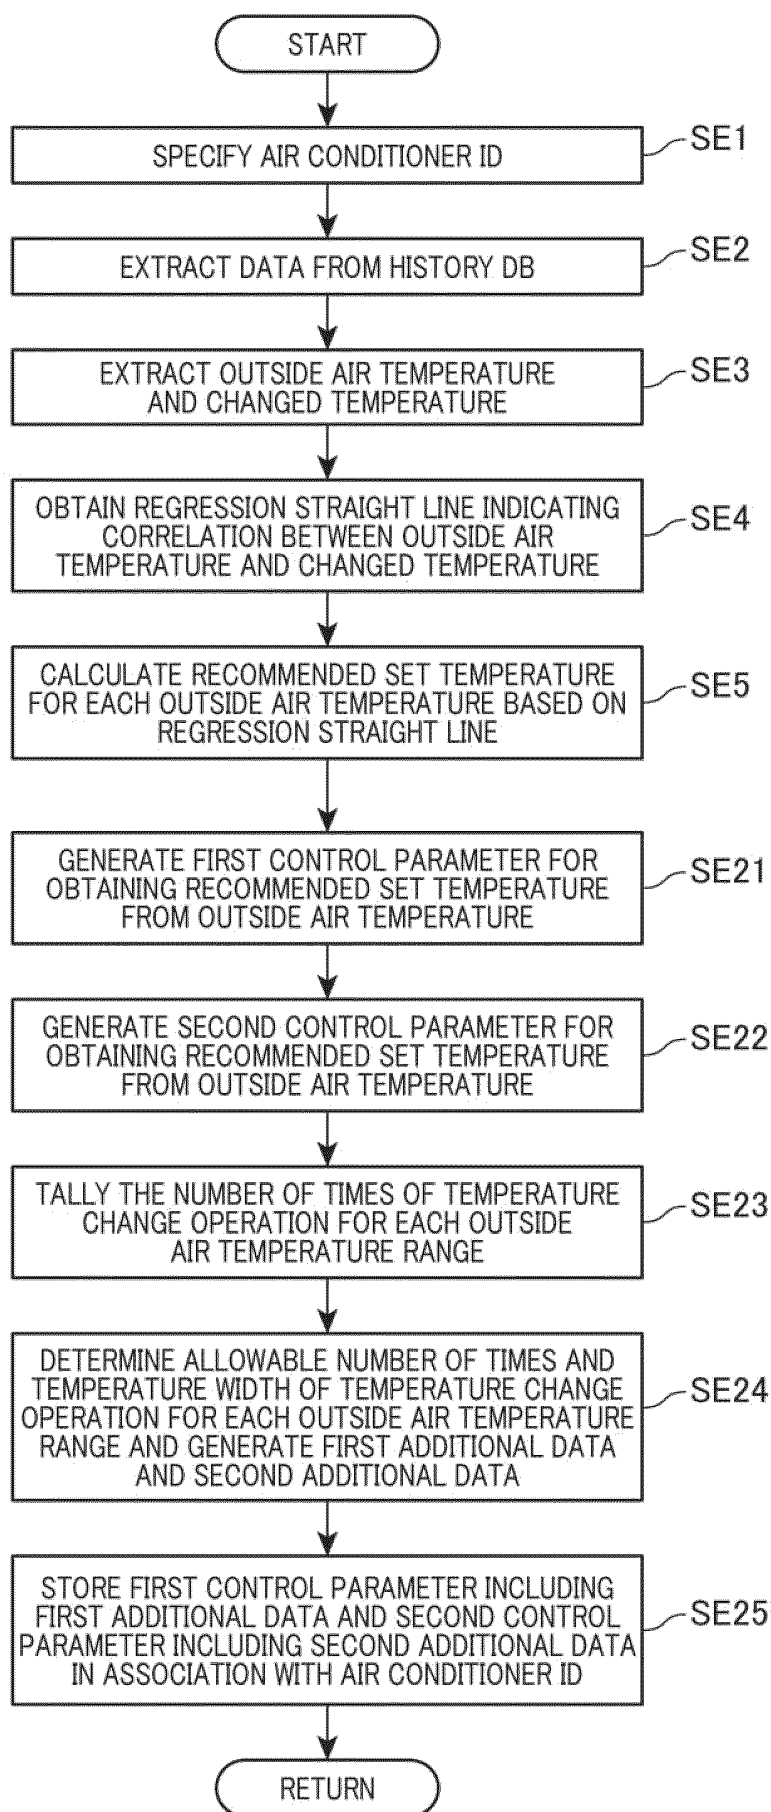 START
SPECIFY AIR CONDITIONER ID
SE1
EXTRACT DATA FROM HISTORY DB
SE2
EXTRACT OUTSIDE AIR TEMPERATURE
AND CHANGED TEMPERATURE
SE3
OBTAIN REGRESSION STRAIGHT LINE INDICATING
CORRELATION BETWEEN OUTSIDE AIR
TEMPERATURE AND CHANGED TEMPERATURE
SE4
CALCULATE RECOMMENDED SET TEMPERATURE
FOR EACH OUTSIDE AIR TEMPERATURE BASED ON
REGRESSION STRAIGHT LINE
SE5
GENERATE FIRST CONTROL PARAMETER FOR
OBTAINING RECOMMENDED SET TEMPERATURE
FROM OUTSIDE AIR TEMPERATURE
SE21
GENERATE SECOND CONTROL PARAMETER FOR
OBTAINING RECOMMENDED SET TEMPERATURE
FROM OUTSIDE AIR TEMPERATURE
SE22
TALLY THE NUMBER OF TIMES OF TEMPERATURE
CHANGE OPERATION FOR EACH OUTSIDE
AIR TEMPERATURE RANGE
SE23
DETERMINE ALLOWABLE NUMBER OF TIMES AND
TEMPERATURE WIDTH OF TEMPERATURE CHANGE
OPERATION FOR EACH OUTSIDE AIR TEMPERATURE
RANGE AND GENERATE FIRST ADDITIONAL DATA
AND SECOND ADDITIONAL DATA
SE24
STORE FIRST CONTROL PARAMETER INCLUDING
FIRST ADDITIONAL DATA AND SECOND CONTROL
PARAMETER INCLUDING SECOND ADDITIONAL DATA
IN ASSOCIATION WITH AIR CONDITIONER ID
SE25
RETURN